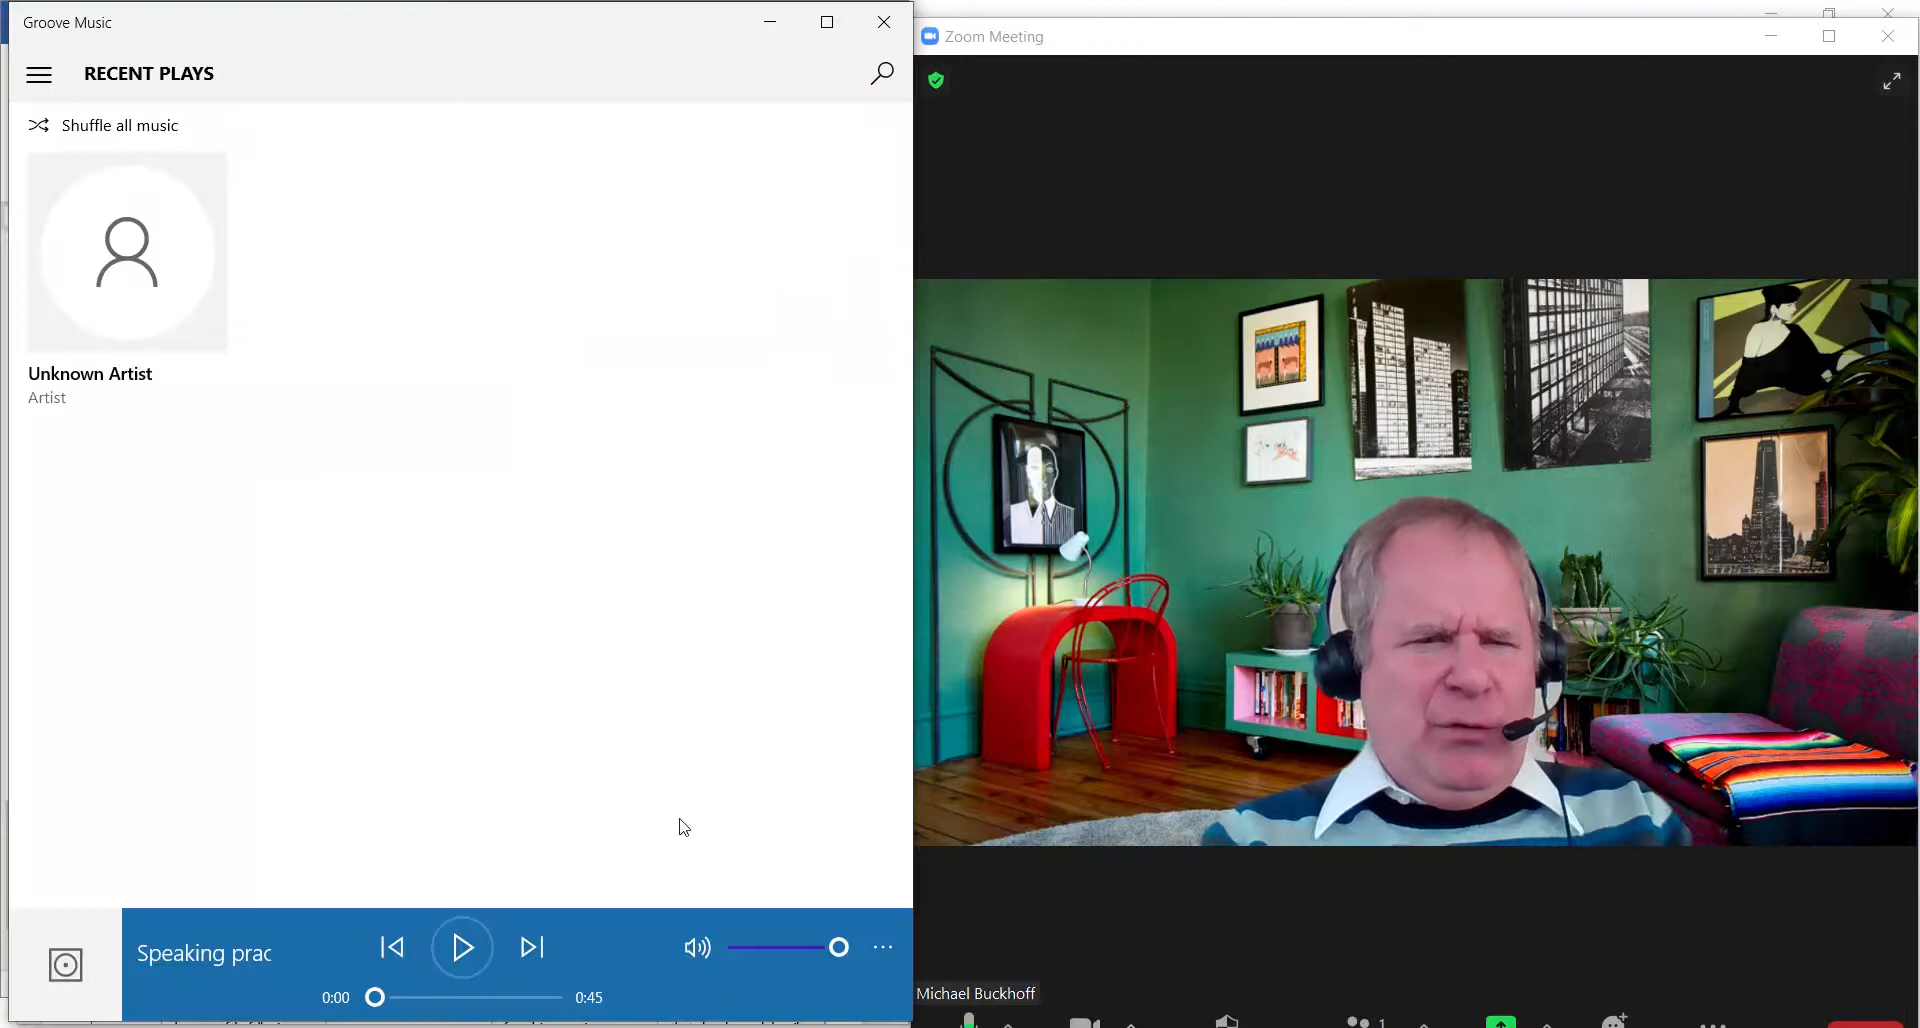 Groove Music
RECENT PLAYS
Shuffle all music
Unknown Artist
Artist
Speaking prac
0:00
0:45
Zoom Meeting
Michael Buckhoff
1